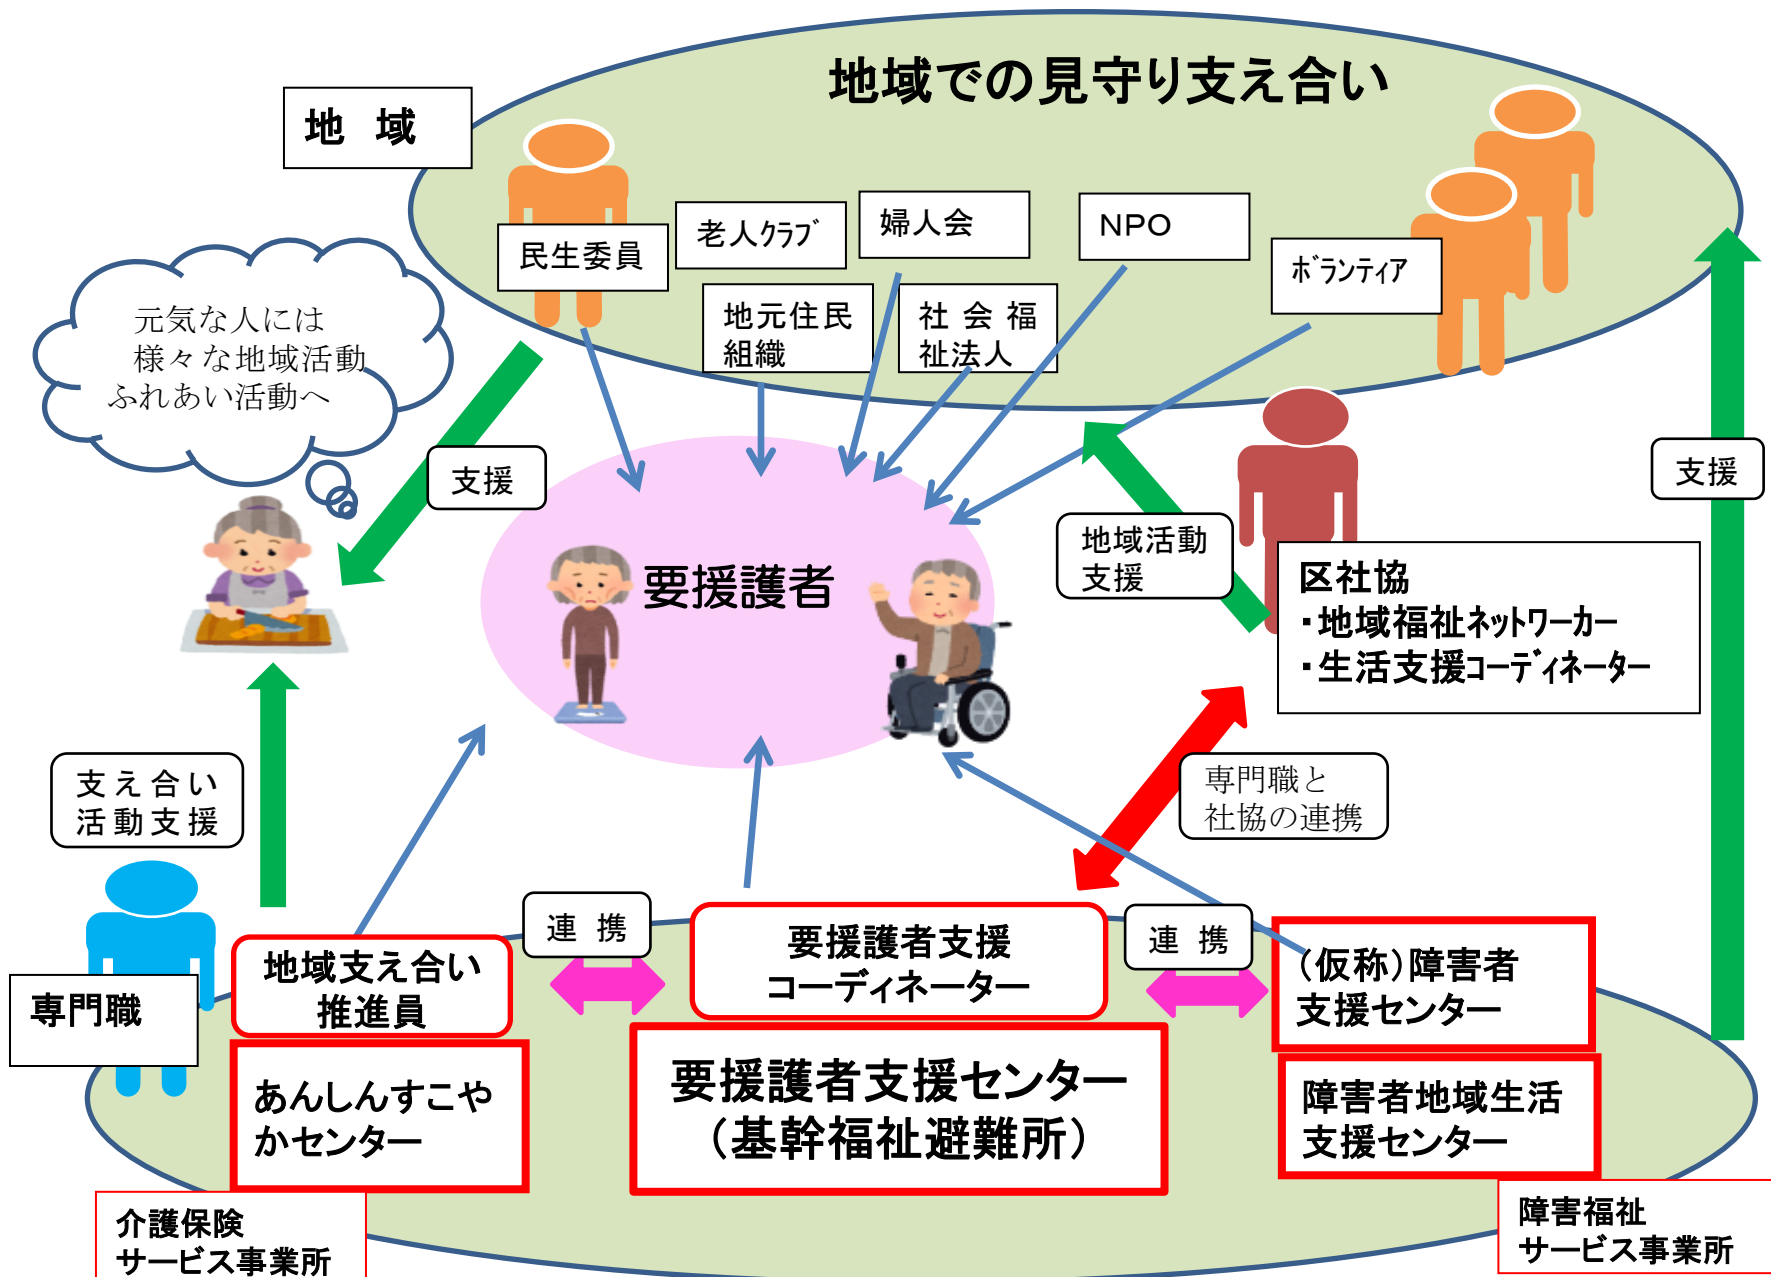 地域での見守り支え合い
地　域
民生委員
老人ｸﾗﾌﾞ
婦人会
NPO
ﾎﾞﾗﾝﾃｨｱ
地元住民
組織
社 会 福
祉法人
元気な人には
様々な地域活動
ふれあい活動へ
支援
支援
地域活動
支援
要援護者
区社協
・地域福祉ﾈｯﾄﾜｰｶｰ
・生活支援ｺｰﾃﾞｨﾈｰﾀｰ
専門職と
社協の連携
支え合い
活動支援
専門職
地域支え合い
推進員
連 携
要援護者支援
コーディネーター
連 携
（仮称）障害者
支援センター
あんしんすこや
かセンター
要援護者支援センター
（基幹福祉避難所）
障害者地域生活
支援センター
介護保険
サービス事業所
障害福祉
サービス事業所